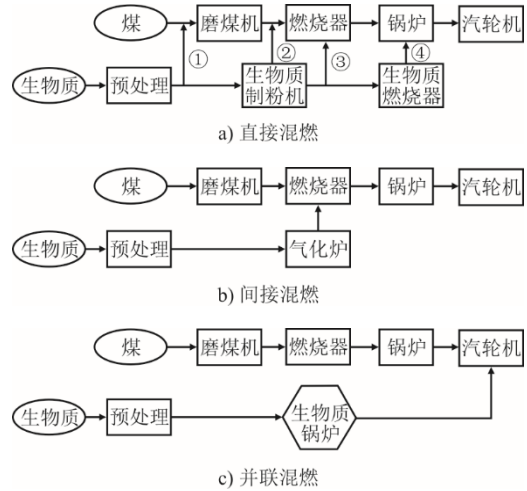 煤 磨煤机 燃烧器 锅炉 汽轮机
① ② ③ ④
生物质 预处理 生物质制粉机 生物质燃烧器
a) 直接混燃
煤 磨煤机 燃烧器 锅炉 汽轮机
生物质 预处理 气化炉
b) 间接混燃
煤 磨煤机 燃烧器 锅炉 汽轮机
生物质 预处理 生物质锅炉
c) 并联混燃